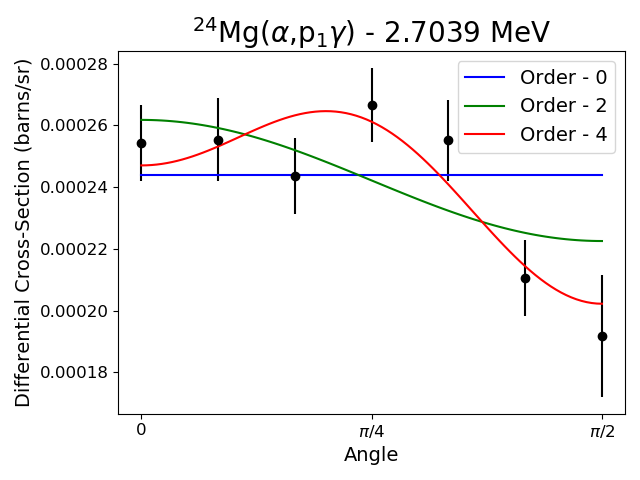 ²⁴Mg(α,p₁γ) - 2.7039 MeV
Differential Cross-Section (barns/sr)
0.00028
0.00026
0.00024
0.00022
0.00020
0.00018
Order - 0
Order - 2
Order - 4
0
π/4
π/2
Angle